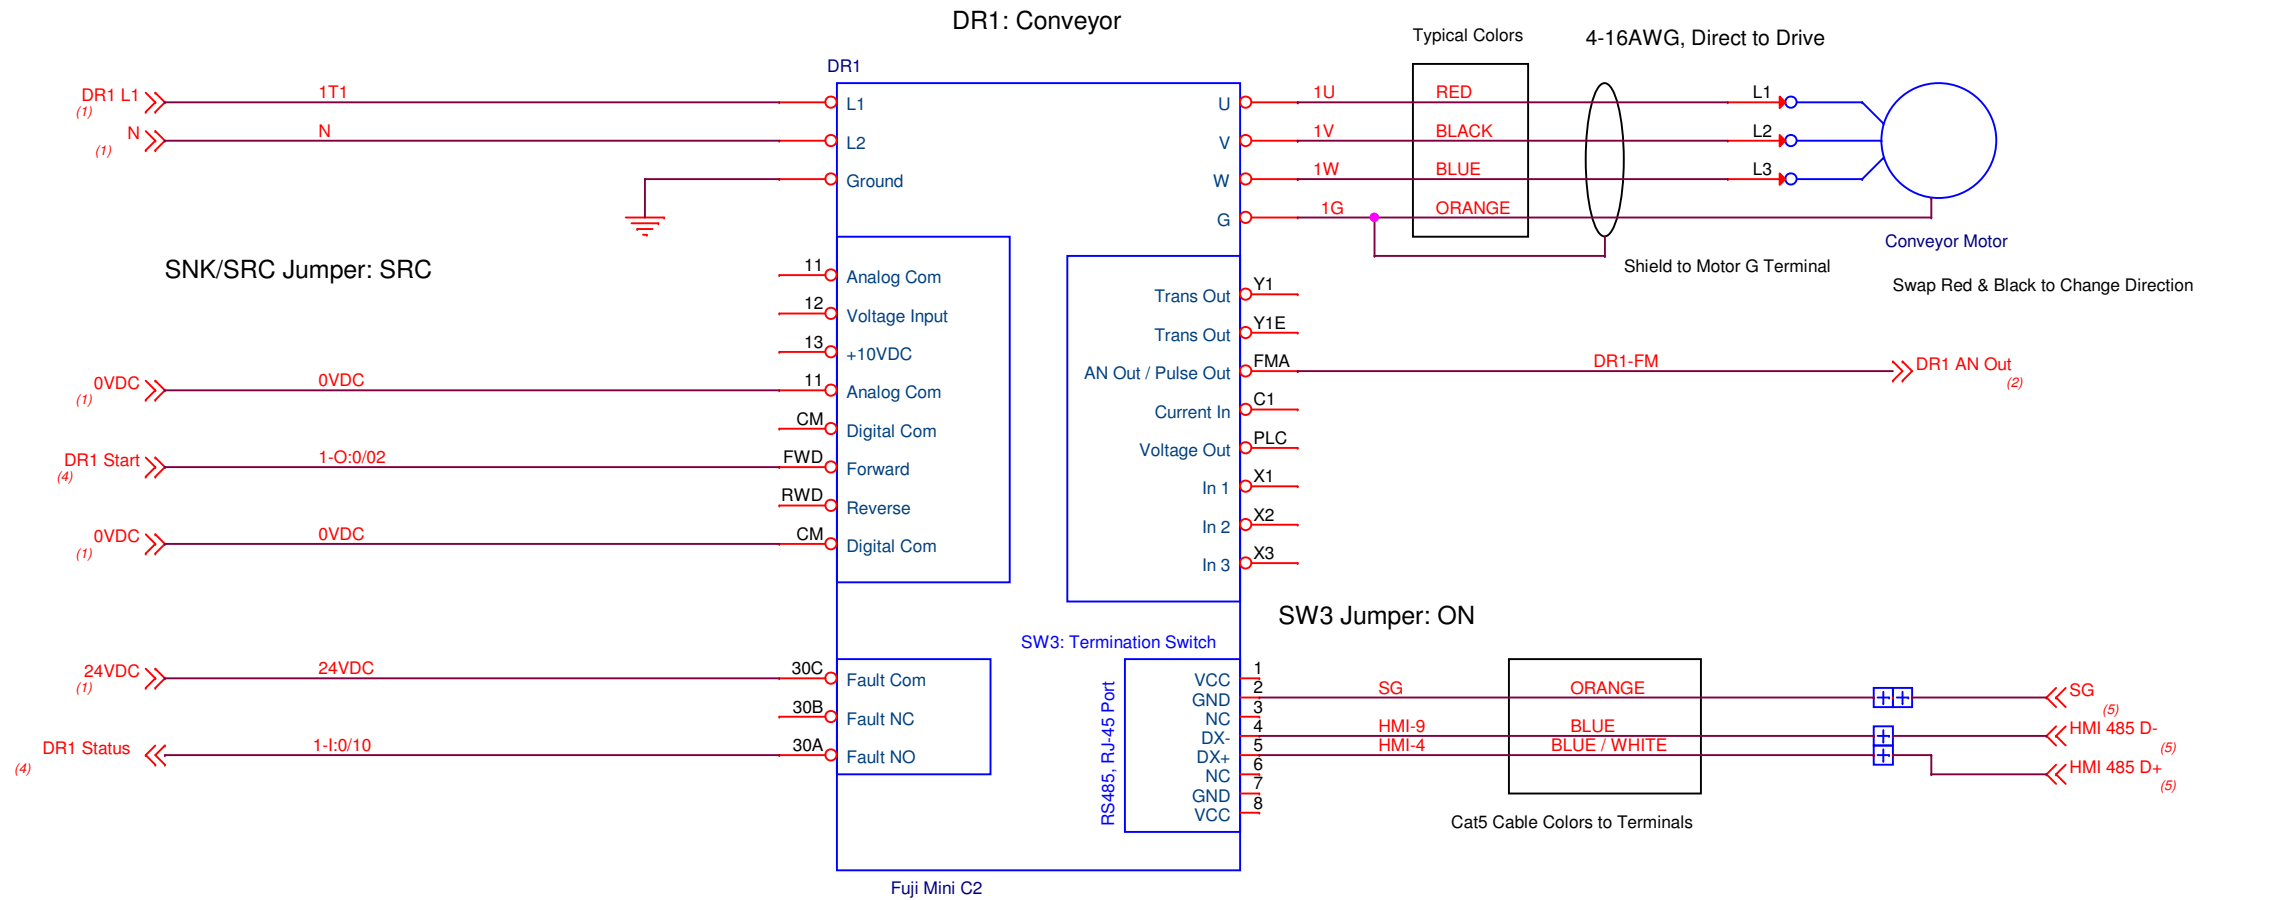 DR1: Conveyor
Typical Colors
4-16AWG, Direct to Drive
DR1
DR1 L1
(1)
1T1
L1
U
1U
RED
L1
N
(1)
N
L2
V
1V
BLACK
L2
Ground
W
1W
BLUE
L3
G
1G
ORANGE
Conveyor Motor
Shield to Motor G Terminal
Swap Red & Black to Change Direction
SNK/SRC Jumper: SRC
11
Analog Com
12
Voltage Input
13
+10VDC
0VDC
(1)
0VDC
11
Analog Com
CM
Digital Com
DR1 Start
(4)
1-O:0/02
FWD
Forward
RWD
Reverse
0VDC
(1)
0VDC
CM
Digital Com
Trans Out
Y1
Trans Out
Y1E
AN Out / Pulse Out
FMA
DR1-FM
DR1 AN Out
(2)
Current In
C1
Voltage Out
PLC
In 1
X1
In 2
X2
In 3
X3
SW3 Jumper: ON
SW3: Termination Switch
24VDC
(1)
24VDC
30C
Fault Com
30B
Fault NC
DR1 Status
(4)
1-I:0/10
30A
Fault NO
RS485, RJ-45 Port
VCC
1
GND
2
SG
ORANGE
SG
(5)
NC
3
DX-
4
HMI-9
BLUE
HMI 485 D-
(5)
DX+
5
HMI-4
BLUE / WHITE
HMI 485 D+
(5)
NC
6
GND
7
VCC
8
Cat5 Cable Colors to Terminals
Fuji Mini C2